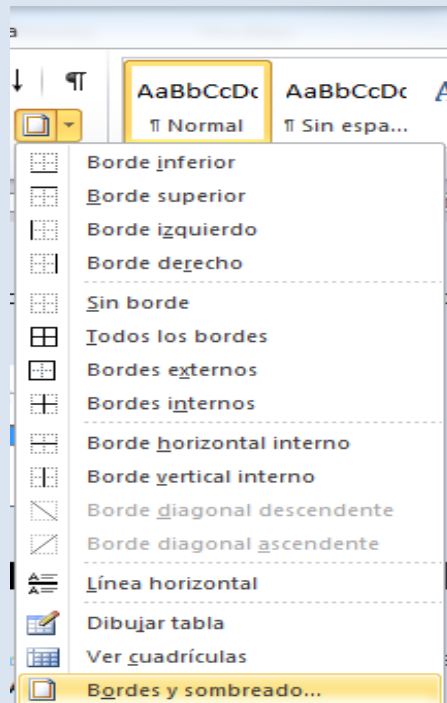 a
¶
AaBbCcDc AaBbCcDc A
¶ Normal ¶ Sin espa...
Borde inferior
Borde superior
Borde izquierdo
Borde derecho
Sin borde
Todos los bordes
Bordes externos
Bordes internos
Borde horizontal interno
Borde vertical interno
Borde diagonal descendente
Borde diagonal ascendente
Línea horizontal
Dibujar tabla
Ver cuadrículas
Bordes y sombreado...